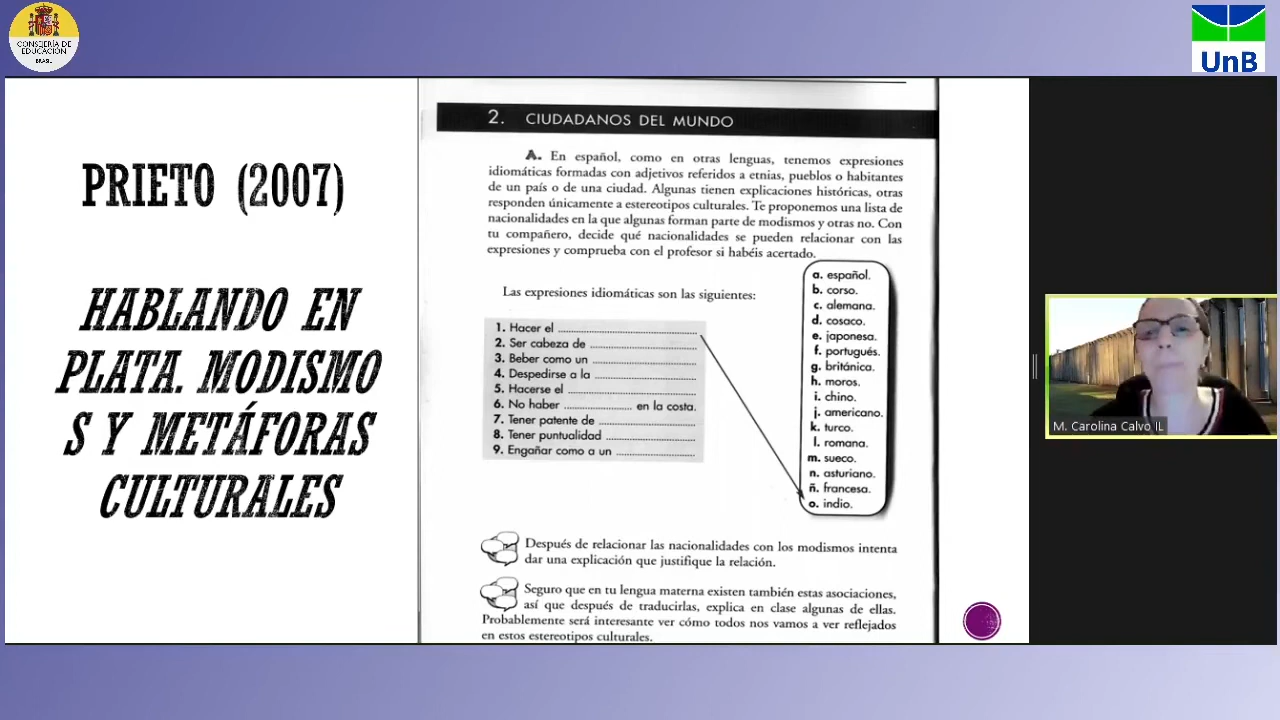 CONSEJERÍA DE
EDUCACIÓN
BRASIL
UnB
PRIETO (2007)
HABLANDO EN
PLATA. MODISMO
S Y METÁFORAS
CULTURALES
2. CIUDADANOS DEL MUNDO
A. En español, como en otras lenguas, tenemos expresiones
idiomáticas formadas con adjetivos referidos a etnias, pueblos o habitantes
de un país o de una ciudad. Algunas tienen explicaciones históricas, otras
responden únicamente a estereotipos culturales. Te proponemos una lista de
nacionalidades en la que algunas forman parte de modismos y otras no. Con
tu compañero, decide qué nacionalidades se pueden relacionar con las
expresiones y comprueba con el profesor si habéis acertado.
Las expresiones idiomáticas son las siguientes:
1. Hacer el ........................................
2. Ser cabeza de ................................
3. Beber como un ..............................
4. Despedirse a la .............................
5. Hacerse el .....................................
6. No haber .................... en la costa.
7. Tener patente de ............................
8. Tener puntualidad ..........................
9. Engañar como a un .......................
a. español.
b. corso.
c. alemana.
d. cosaco.
e. japonesa.
f. portugués.
g. británica.
h. moros.
i. chino.
j. americano.
k. turco.
l. romana.
m. sueco.
n. asturiano.
ñ. francesa.
o. indio.
Después de relacionar las nacionalidades con los modismos intenta
dar una explicación que justifique la relación.
Seguro que en tu lengua materna existen también estas asociaciones,
así que después de traducirlas, explica en clase algunas de ellas.
Probablemente será interesante ver cómo todos nos vamos a ver reflejados
en estos estereotipos culturales.
M. Carolina Calvo IL